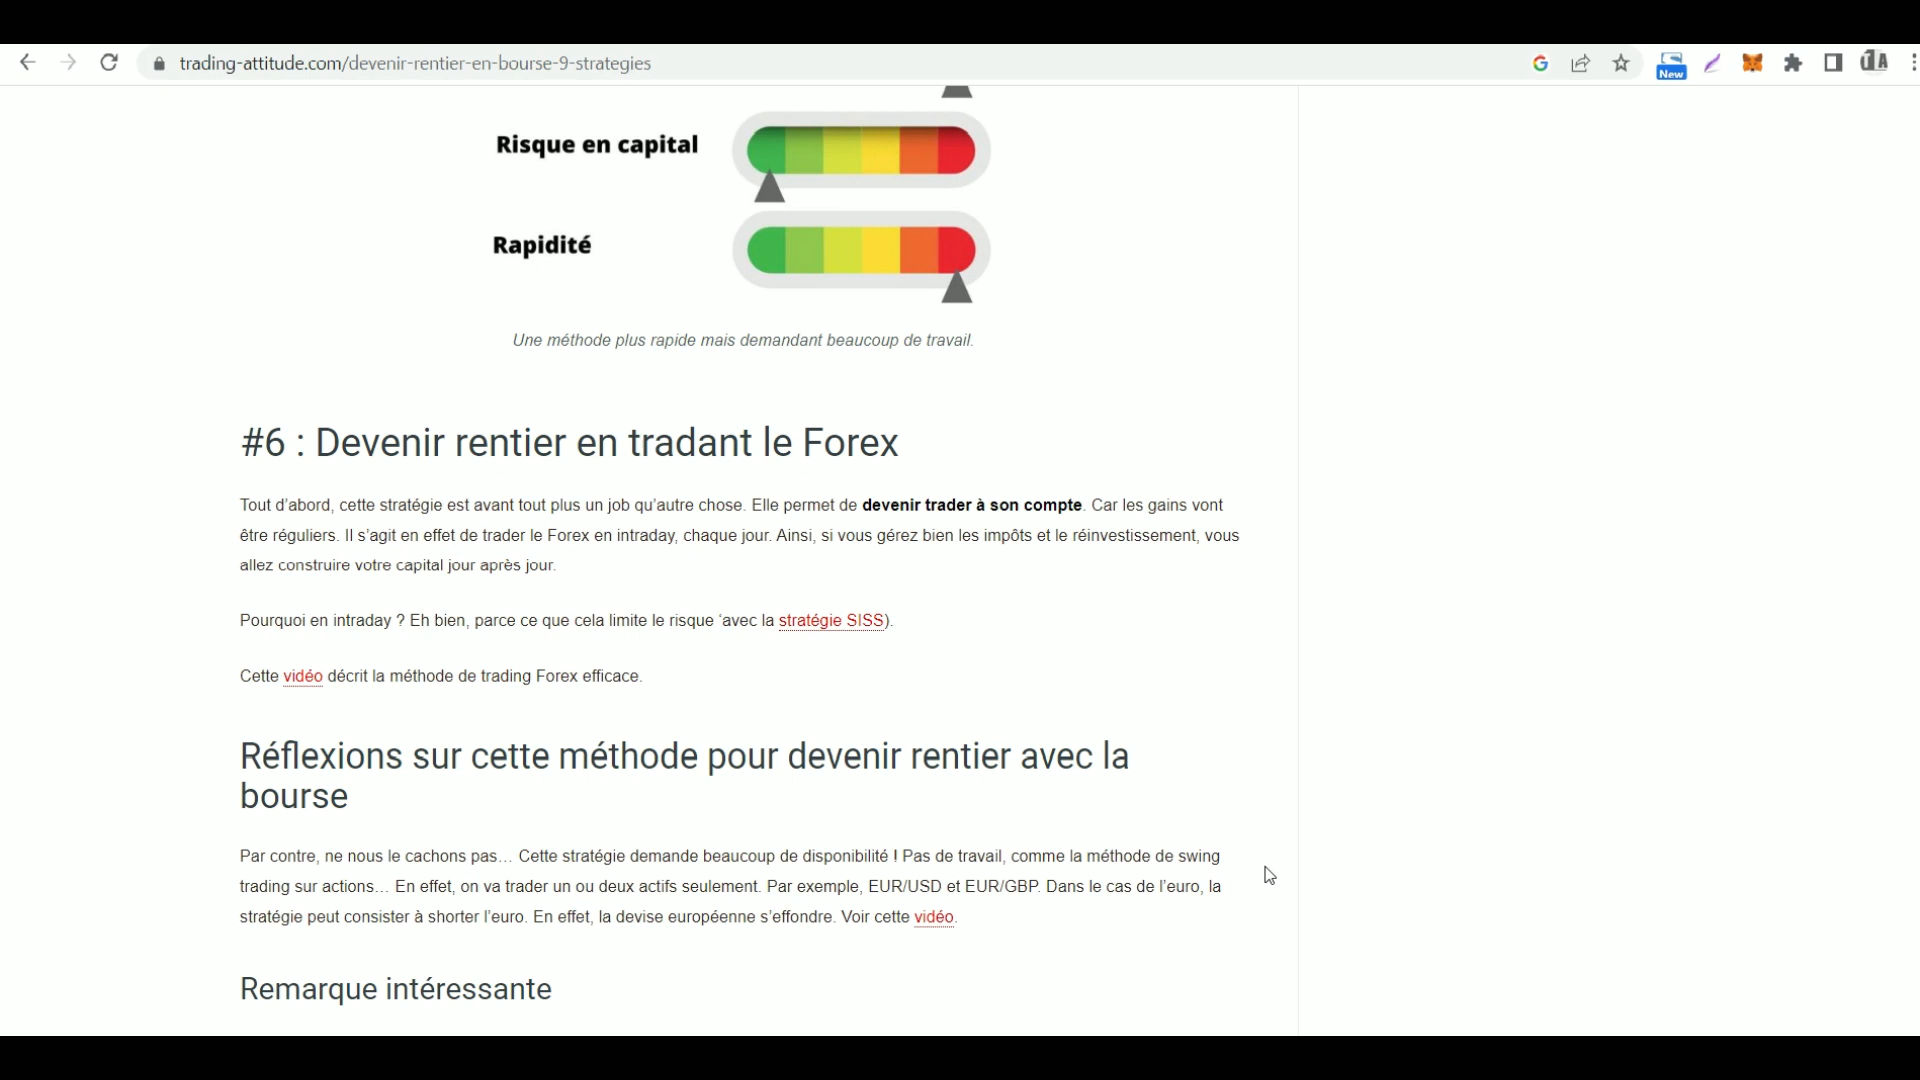 trading-attitude.com/devenir-rentier-en-bourse-9-strategies
New
Risque en capital
Rapidité
Une méthode plus rapide mais demandant beaucoup de travail.
#6 : Devenir rentier en tradant le Forex
Tout d’abord, cette stratégie est avant tout plus un job qu’autre chose. Elle permet de devenir trader à son compte. Car les gains vont
être réguliers. Il s’agit en effet de trader le Forex en intraday, chaque jour. Ainsi, si vous gérez bien les impôts et le réinvestissement, vous
allez construire votre capital jour après jour.
Pourquoi en intraday ? Eh bien, parce ce que cela limite le risque ‘avec la stratégie SISS).
Cette vidéo décrit la méthode de trading Forex efficace.
Réflexions sur cette méthode pour devenir rentier avec la
bourse
Par contre, ne nous le cachons pas… Cette stratégie demande beaucoup de disponibilité ! Pas de travail, comme la méthode de swing
trading sur actions… En effet, on va trader un ou deux actifs seulement. Par exemple, EUR/USD et EUR/GBP. Dans le cas de l’euro, la
stratégie peut consister à shorter l’euro. En effet, la devise européenne s’effondre. Voir cette vidéo.
Remarque intéressante